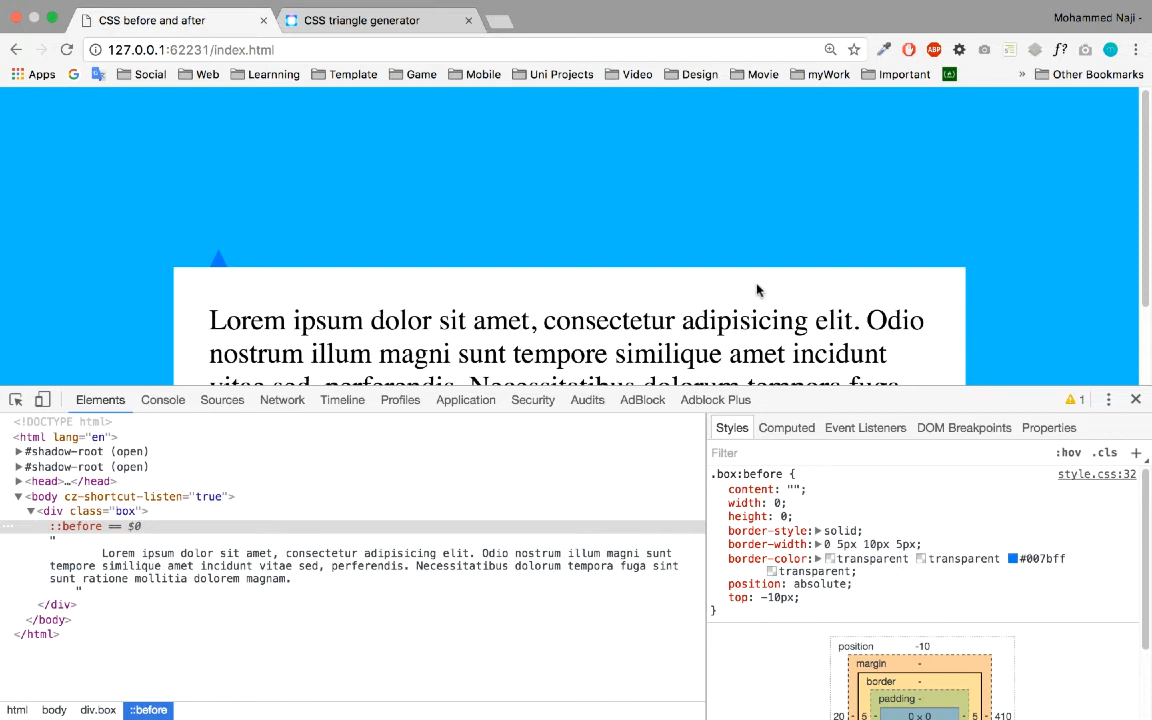 CSS before and after × CSS triangle generator × Mohammed Naji -
127.0.0.1:62231/index.html ABP f?
Apps G Social Web Learnning Template Game Mobile Uni Projects Video Design Movie myWork Important » Other Bookmarks
Lorem ipsum dolor sit amet, consectetur adipisicing elit. Odio
nostrum illum magni sunt tempore similique amet incidunt
vitae sed, perferendis. Necessitatibus dolorum tempora fuga
Elements Console Sources Network Timeline Profiles Application Security Audits AdBlock Adblock Plus 1
<!DOCTYPE html>
<html lang="en">
#shadow-root (open)
#shadow-root (open)
<head>…</head>
<body cz-shortcut-listen="true">
<div class="box">
::before == $0
"
Lorem ipsum dolor sit amet, consectetur adipisicing elit. Odio nostrum illum magni sunt
tempore similique amet incidunt vitae sed, perferendis. Necessitatibus dolorum tempora fuga sint
sunt ratione mollitia dolorem magnam.
"
</div>
</body>
</html>
html body div.box ::before
Styles Computed Event Listeners DOM Breakpoints Properties
Filter :hov .cls +
.box:before { style.css:32
content: "";
width: 0;
height: 0;
border-style: solid;
border-width: 0 5px 10px 5px;
border-color: transparent transparent #007bff
transparent;
position: absolute;
top: -10px;
}
position -10
margin -
border -
padding -
20 - 5 - 0 × 0 - 5 - 410